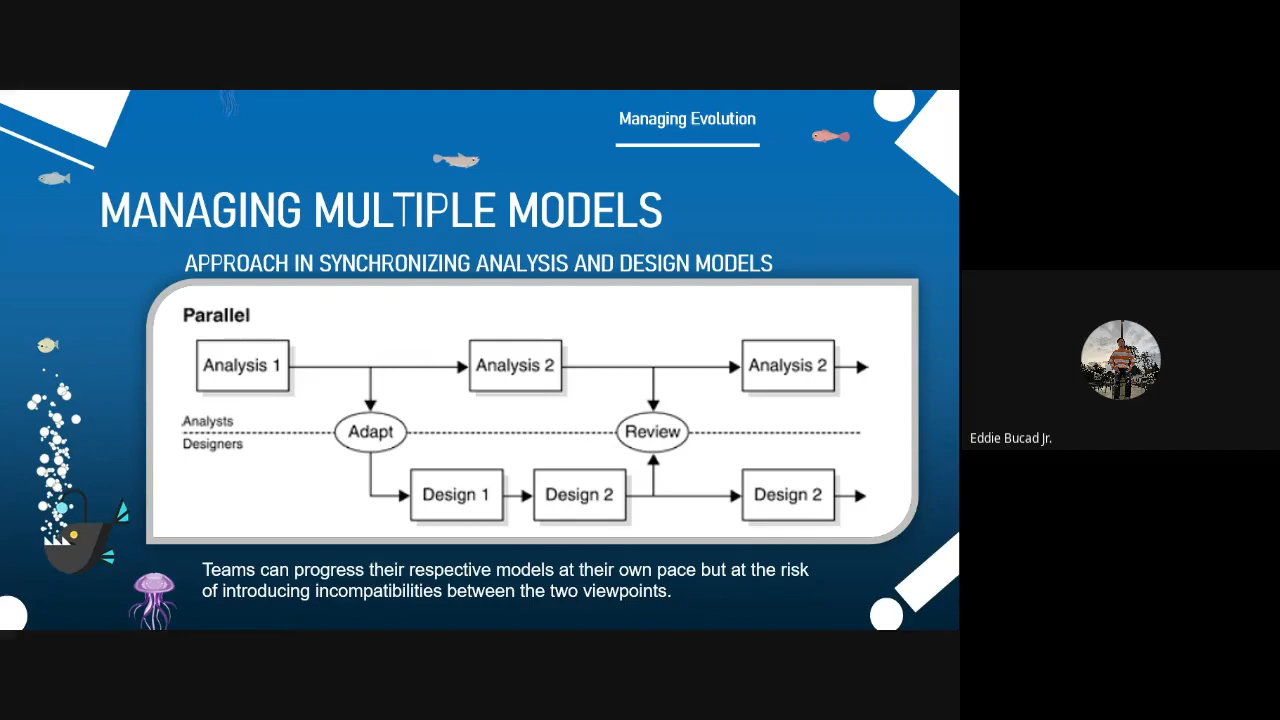 Managing Evolution
MANAGING MULTIPLE MODELS
APPROACH IN SYNCHRONIZING ANALYSIS AND DESIGN MODELS
Parallel
Analysis 1
Analysis 2
Analysis 2
Analysts
Designers
Adapt
Review
Design 1
Design 2
Design 2
Teams can progress their respective models at their own pace but at the risk
of introducing incompatibilities between the two viewpoints.
Eddie Bucad Jr.